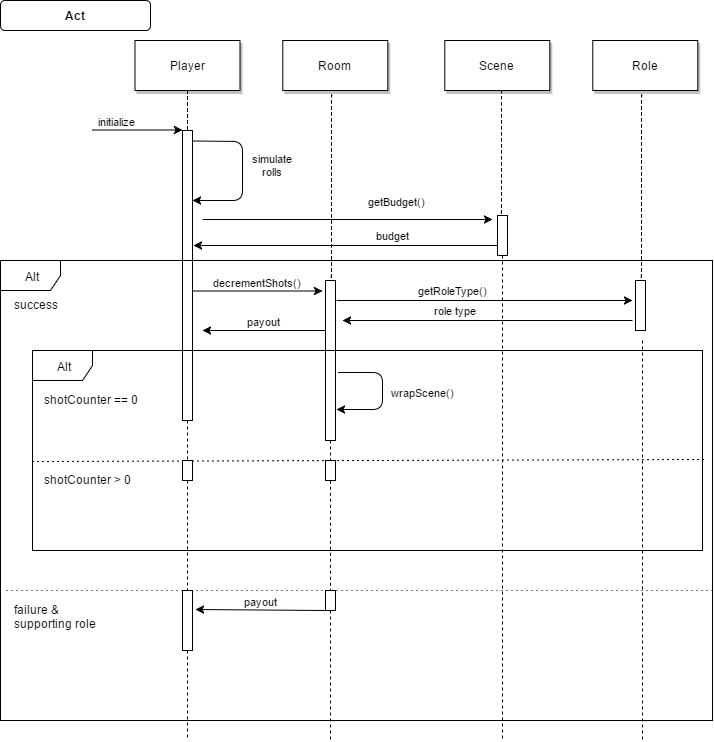 Act
Player
Room
Scene
Role
initialize
simulate
rolls
getBudget()
budget
Alt
success
decrementShots()
getRoleType()
role type
payout
Alt
shotCounter == 0
wrapScene()
shotCounter > 0
failure &
supporting role
payout